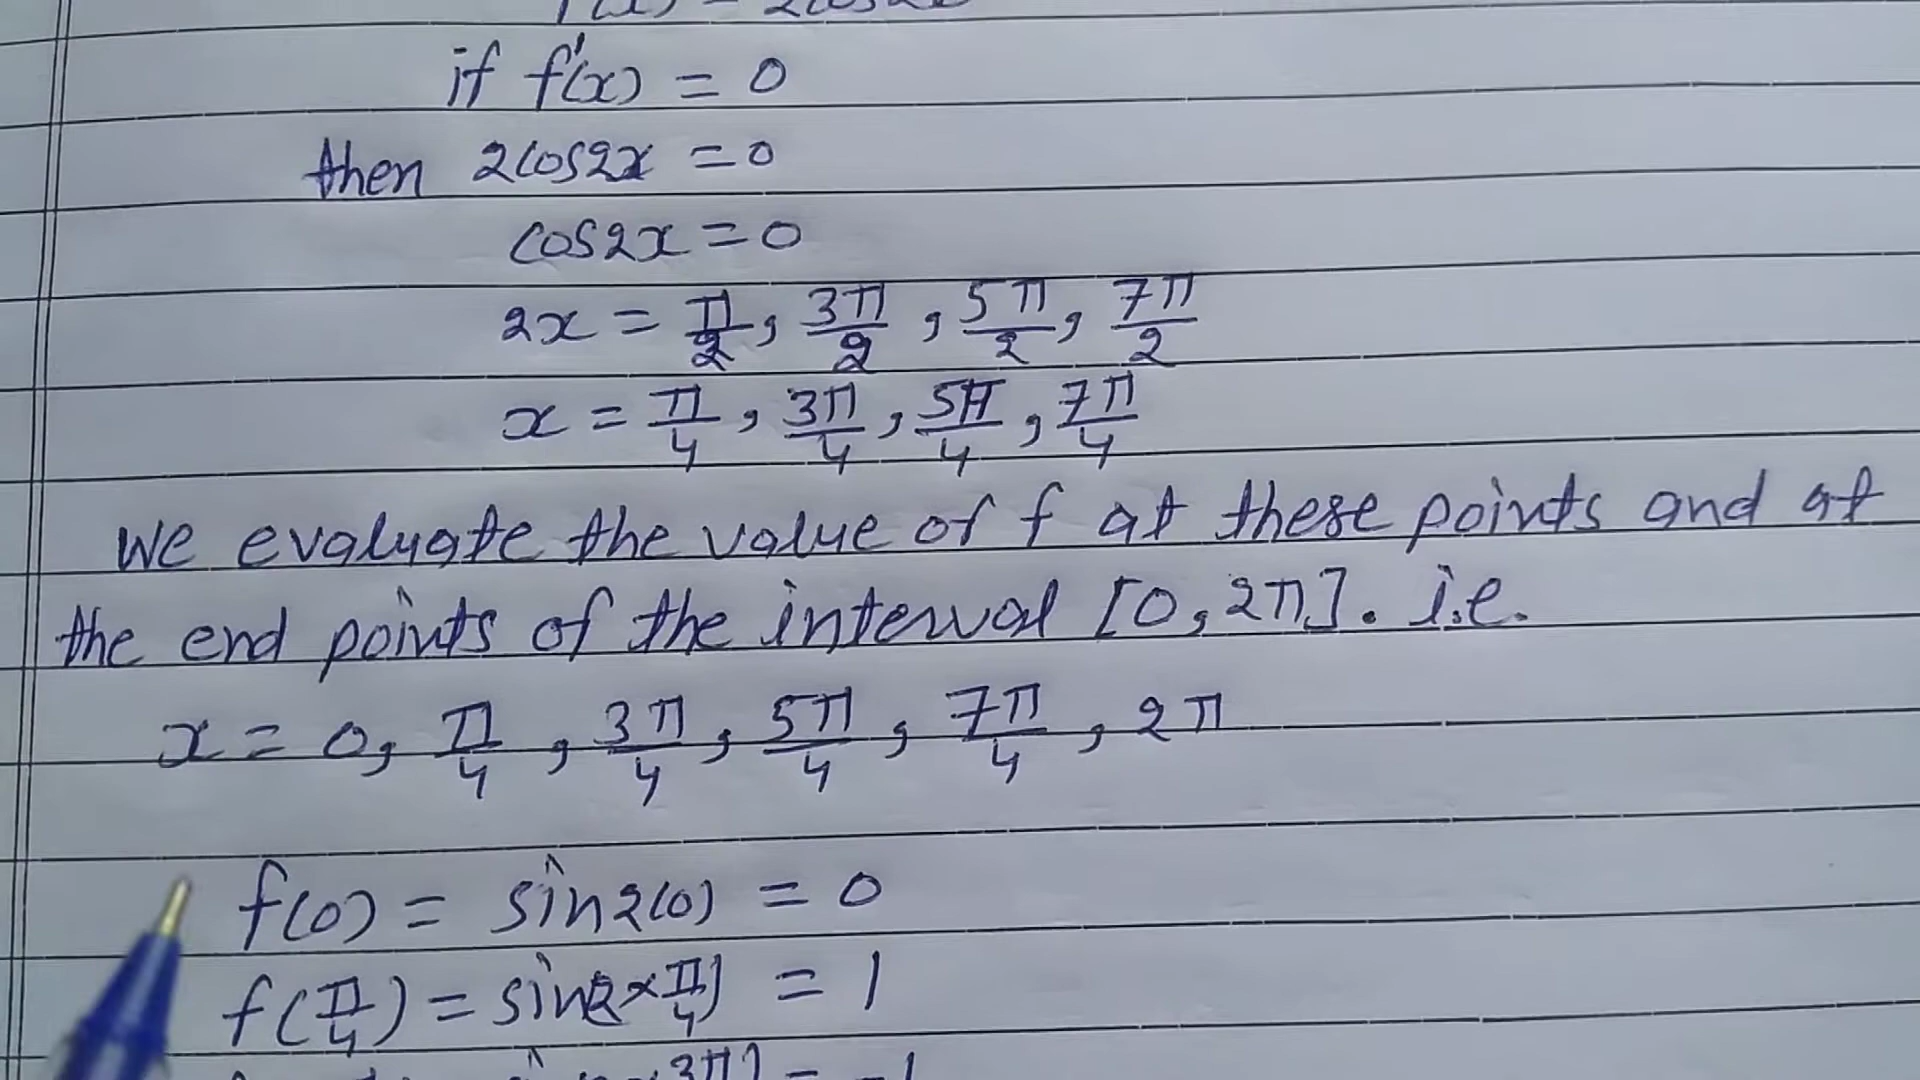 if f'(x) = 0
then 2cos2x = 0
cos2x = 0
2x = π/2, 3π/2, 5π/2, 7π/2
x = π/4, 3π/4, 5π/4, 7π/4
We evaluate the value of f at these points and at
the end points of the interval [0, 2π]. i.e.
x = 0, π/4, 3π/4, 5π/4, 7π/4, 2π
f(0) = sin2(0) = 0
f(π/4) = sin(2×π/4) = 1
3π/4) = -1